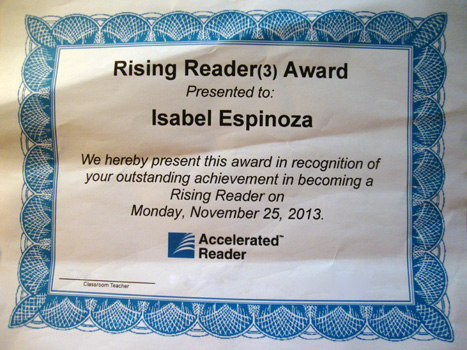 Rising Reader(3) Award
Presented to:
Isabel Espinoza
We hereby present this award in recognition of
your outstanding achievement in becoming a
Rising Reader on
Monday, November 25, 2013.
Accelerated™
Reader
Classroom Teacher